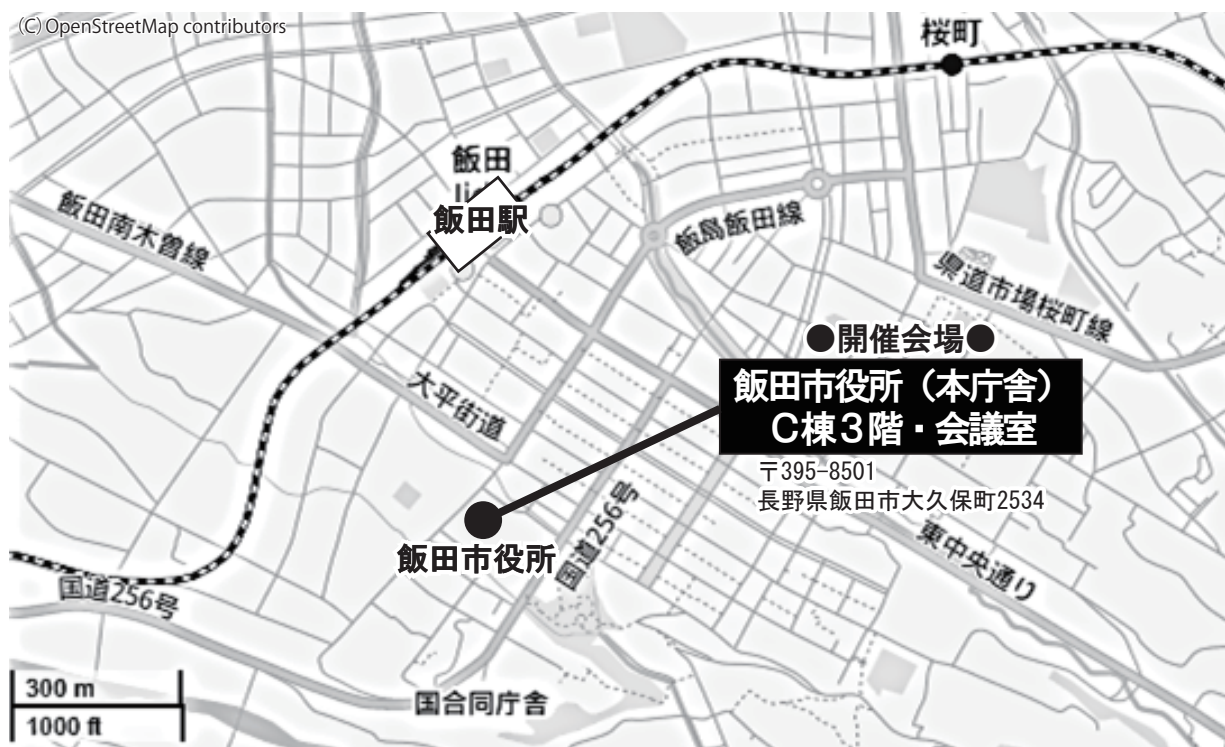 (C) OpenStreetMap contributors
桜町
飯田
飯田駅
飯田南木曽線
飯島飯田線
県道市場桜町線
●開催会場●
飯田市役所（本庁舎）
C棟３階・会議室
〒395-8501
長野県飯田市大久保町2534
大平街道
飯田市役所
国道256号
東中央通り
国道256号
国合同庁舎
300 m
1000 ft